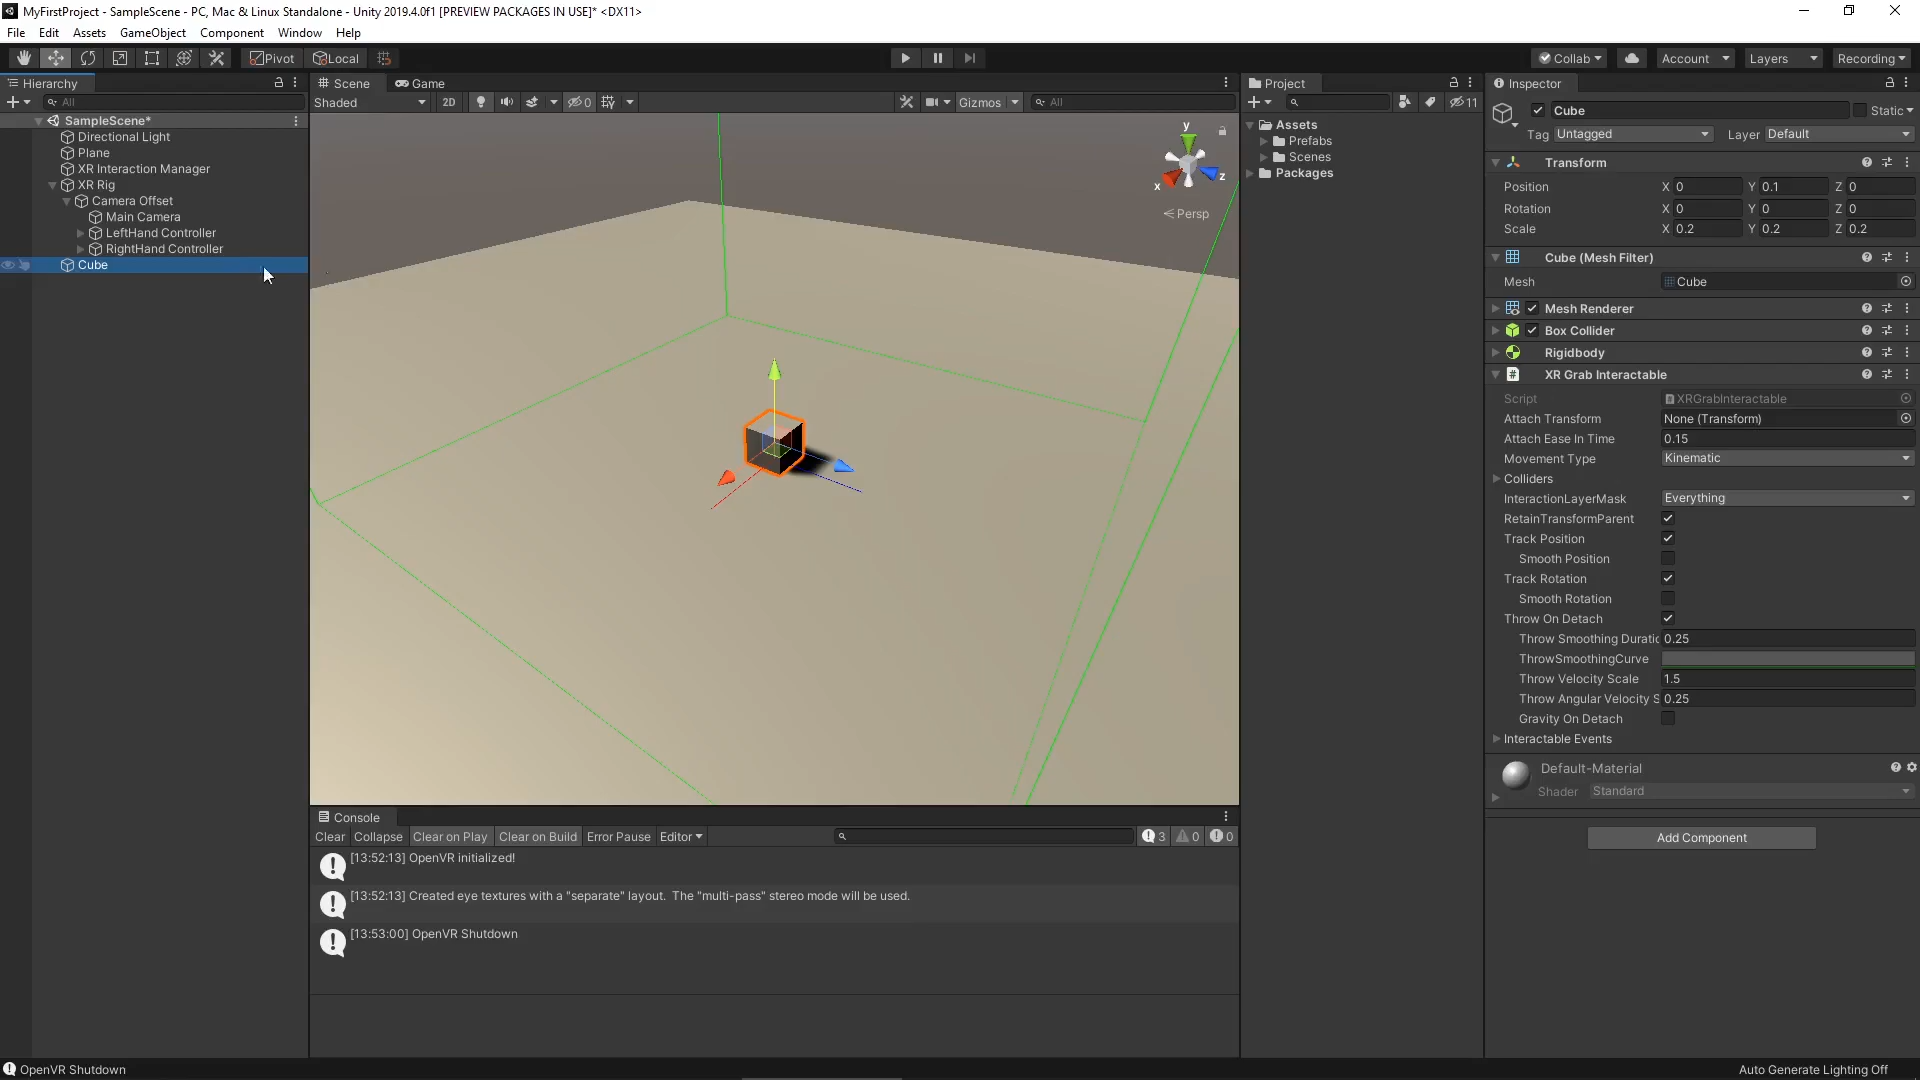 MyFirstProject - SampleScene - PC, Mac & Linux Standalone - Unity 2019.4.0f1 [PREVIEW PACKAGES IN USE]* <DX11>
File Edit Assets GameObject Component Window Help
Pivot Local Collab Account Layers Recording
Hierarchy
All
SampleScene*
Directional Light
Plane
XR Interaction Manager
XR Rig
Camera Offset
Main Camera
LeftHand Controller
RightHand Controller
Cube
Scene Game
Shaded 2D 0 Gizmos All
y
x
z
Persp
Console
Clear Collapse Clear on Play Clear on Build Error Pause Editor 3 0 0
[13:52:13] OpenVR initialized!
[13:52:13] Created eye textures with a "separate" layout.  The "multi-pass" stereo mode will be used.
[13:53:00] OpenVR Shutdown
Project
11
Assets
Prefabs
Scenes
Packages
Inspector
Cube Static
Tag Untagged Layer Default
Transform
Position X 0 Y 0.1 Z 0
Rotation X 0 Y 0 Z 0
Scale X 0.2 Y 0.2 Z 0.2
Cube (Mesh Filter)
Mesh Cube
Mesh Renderer
Box Collider
Rigidbody
XR Grab Interactable
Script XRGrabInteractable
Attach Transform None (Transform)
Attach Ease In Time 0.15
Movement Type Kinematic
Colliders
InteractionLayerMask Everything
RetainTransformParent
Track Position
Smooth Position
Track Rotation
Smooth Rotation
Throw On Detach
Throw Smoothing Duratio 0.25
ThrowSmoothingCurve
Throw Velocity Scale 1.5
Throw Angular Velocity S 0.25
Gravity On Detach
Interactable Events
Default-Material
Shader Standard
Add Component
OpenVR Shutdown
Auto Generate Lighting Off